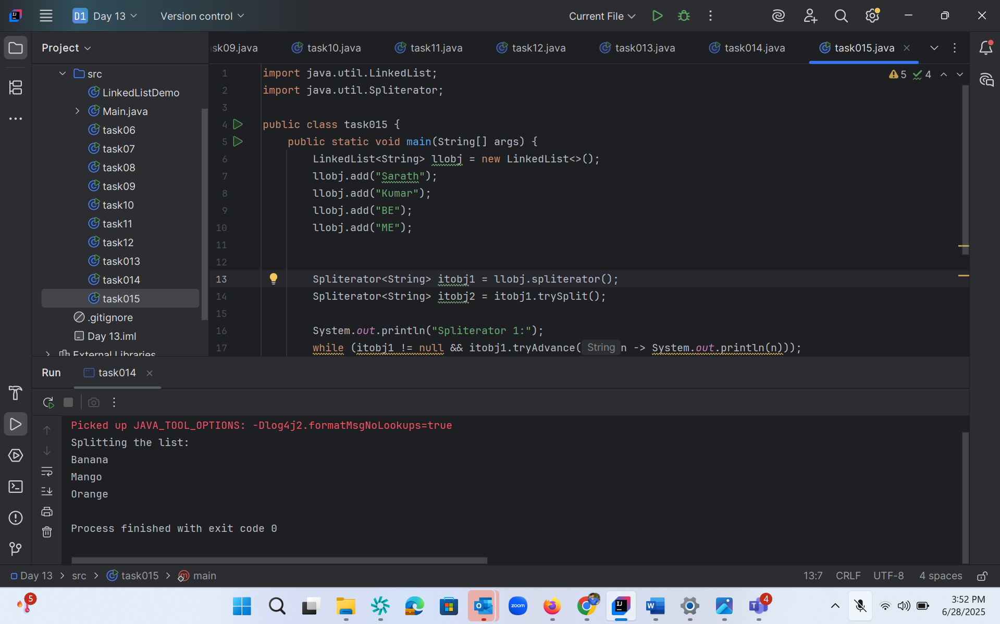 D1 Day 13
Version control
Current File
Project
sk09.java
task10.java
task11.java
task12.java
task013.java
task014.java
task015.java
src
LinkedListDemo
Main.java
task06
task07
task08
task09
task10
task11
task12
task013
task014
task015
.gitignore
Day 13.iml
External Libraries
5 4
1 import java.util.LinkedList;
2 import java.util.Spliterator;
3
4 public class task015 {
5 public static void main(String[] args) {
6 LinkedList<String> llobj = new LinkedList<>();
7 llobj.add("Sarath");
8 llobj.add("Kumar");
9 llobj.add("BE");
10 llobj.add("ME");
11
12
13 Spliterator<String> itobj1 = llobj.spliterator();
14 Spliterator<String> itobj2 = itobj1.trySplit();
15
16 System.out.println("Spliterator 1:");
17 while (itobj1 != null && itobj1.tryAdvance( String n -> System.out.println(n)));
Run
task014
Picked up JAVA_TOOL_OPTIONS: -Dlog4j2.formatMsgNoLookups=true
Splitting the list:
Banana
Mango
Orange
Process finished with exit code 0
Day 13 > src > task015 > main
13:7 CRLF UTF-8 4 spaces
5
zoom
4
3:52 PM
6/28/2025